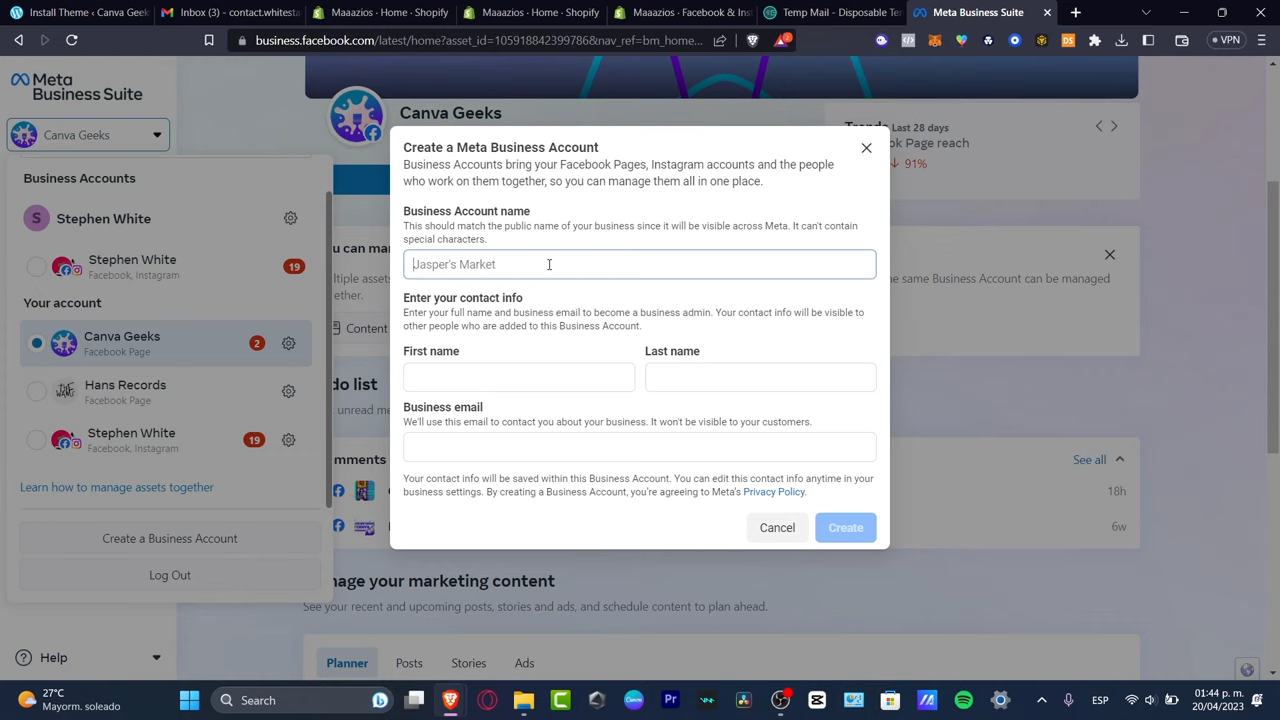 Install Theme ‹ Canva Geek
Inbox (3) - contact.whitesta
Maaazios - Home · Shopify
Maaazios - Home · Shopify
Maaazios · Facebook & Ins
Temp Mail - Disposable Te
Meta Business Suite
business.facebook.com/latest/home?asset_id=105918842399786&nav_ref=bm_home...
2
VPN
Meta
Business Suite
Canva Geeks
Canva Geeks
Last 28 days
ok Page reach
91%
Business Accounts
S
Stephen White
Stephen White
Facebook, Instagram
19
Your account
Canva Geeks
Facebook Page
2
Hans Records
Facebook Page
Stephen White
Facebook, Instagram
19
Learn how to manage assets together
Create a Business Account
Log Out
Help
Create a Meta Business Account
Business Accounts bring your Facebook Pages, Instagram accounts and the people
who work on them together, so you can manage them all in one place.
Business Account name
This should match the public name of your business since it will be visible across Meta. It can't contain
special characters.
Jasper's Market
Enter your contact info
Enter your full name and business email to become a business admin. Your contact info will be visible to
other people who are added to this Business Account.
First name
Last name
Business email
We'll use this email to contact you about your business. It won't be visible to your customers.
Your contact info will be saved within this Business Account. You can edit this contact info anytime in your
business settings. By creating a Business Account, you're agreeing to Meta's Privacy Policy.
Cancel
Create
u can mar
ltiple assets
ether.
he same Business Account can be managed
Content
do list
t unread me
mments
See all
18h
6w
nage your marketing content
See your recent and upcoming posts, stories and ads, and schedule content to plan ahead.
Planner
Posts
Stories
Ads
27°C
Mayorm. soleado
Search
ESP
01:44 p. m.
20/04/2023